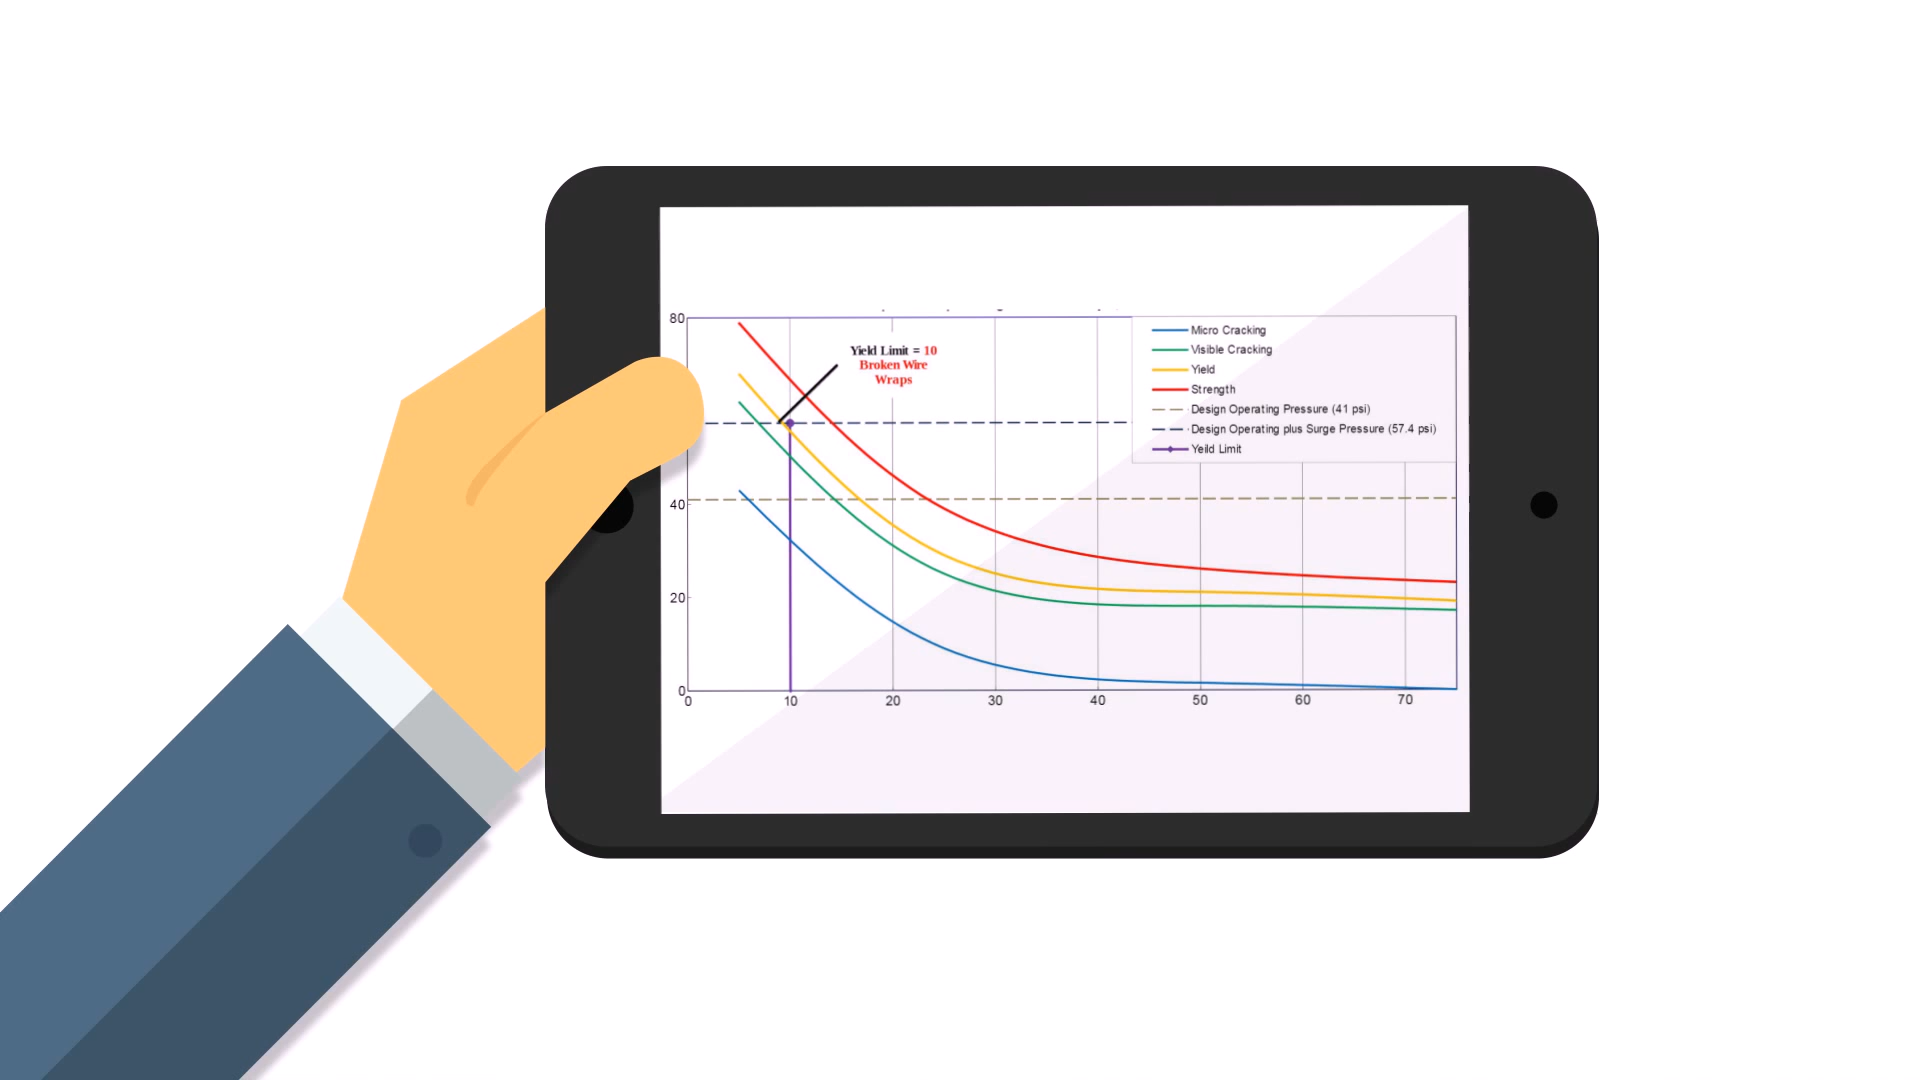 80
Yield Limit = 10
Broken Wire
Wraps
Micro Cracking
Visible Cracking
Yield
Strength
Design Operating Pressure (41 psi)
Design Operating plus Surge Pressure (57.4 psi)
Yeild Limit
40
20
0
0 10 20 30 40 50 60 70